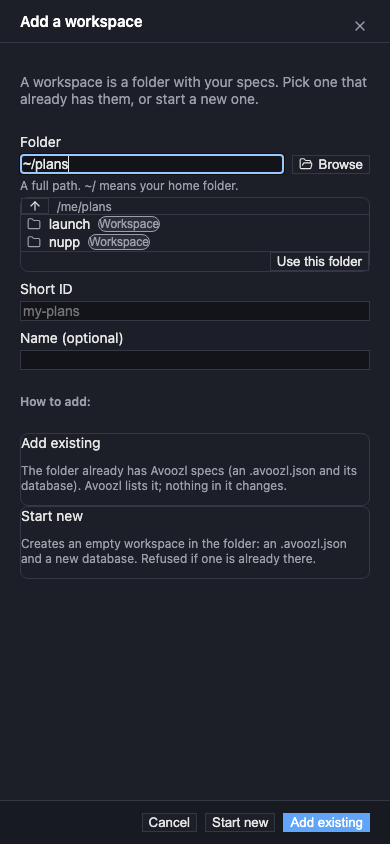 Add a workspace
A workspace is a folder with your specs. Pick one that
already has them, or start a new one.
Folder
~/plans
Browse
A full path. ~/ means your home folder.
/me/plans
launch Workspace
nupp Workspace
Use this folder
Short ID
my-plans
Name (optional)
How to add:
Add existing
The folder already has Avoozl specs (an .avoozl.json and its
database). Avoozl lists it; nothing in it changes.
Start new
Creates an empty workspace in the folder: an .avoozl.json
and a new database. Refused if one is already there.
Cancel
Start new
Add existing